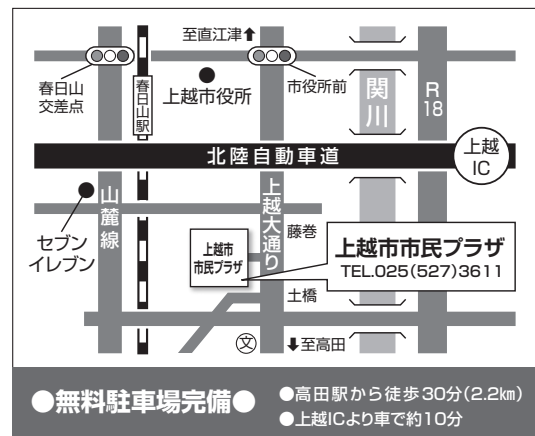 至直江津⬆
春日山
交差点
春日山駅
上越市役所
市役所前
関川
R
18
北陸自動車道
上越
IC
セブン
イレブン
山麓線
上越大通り
藤巻
上越市
市民プラザ
上越市市民プラザ
TEL.025(527)3611
土橋
文
⬇至高田
●無料駐車場完備●
●高田駅から徒歩30分(2.2㎞)
●上越ICより車で約10分